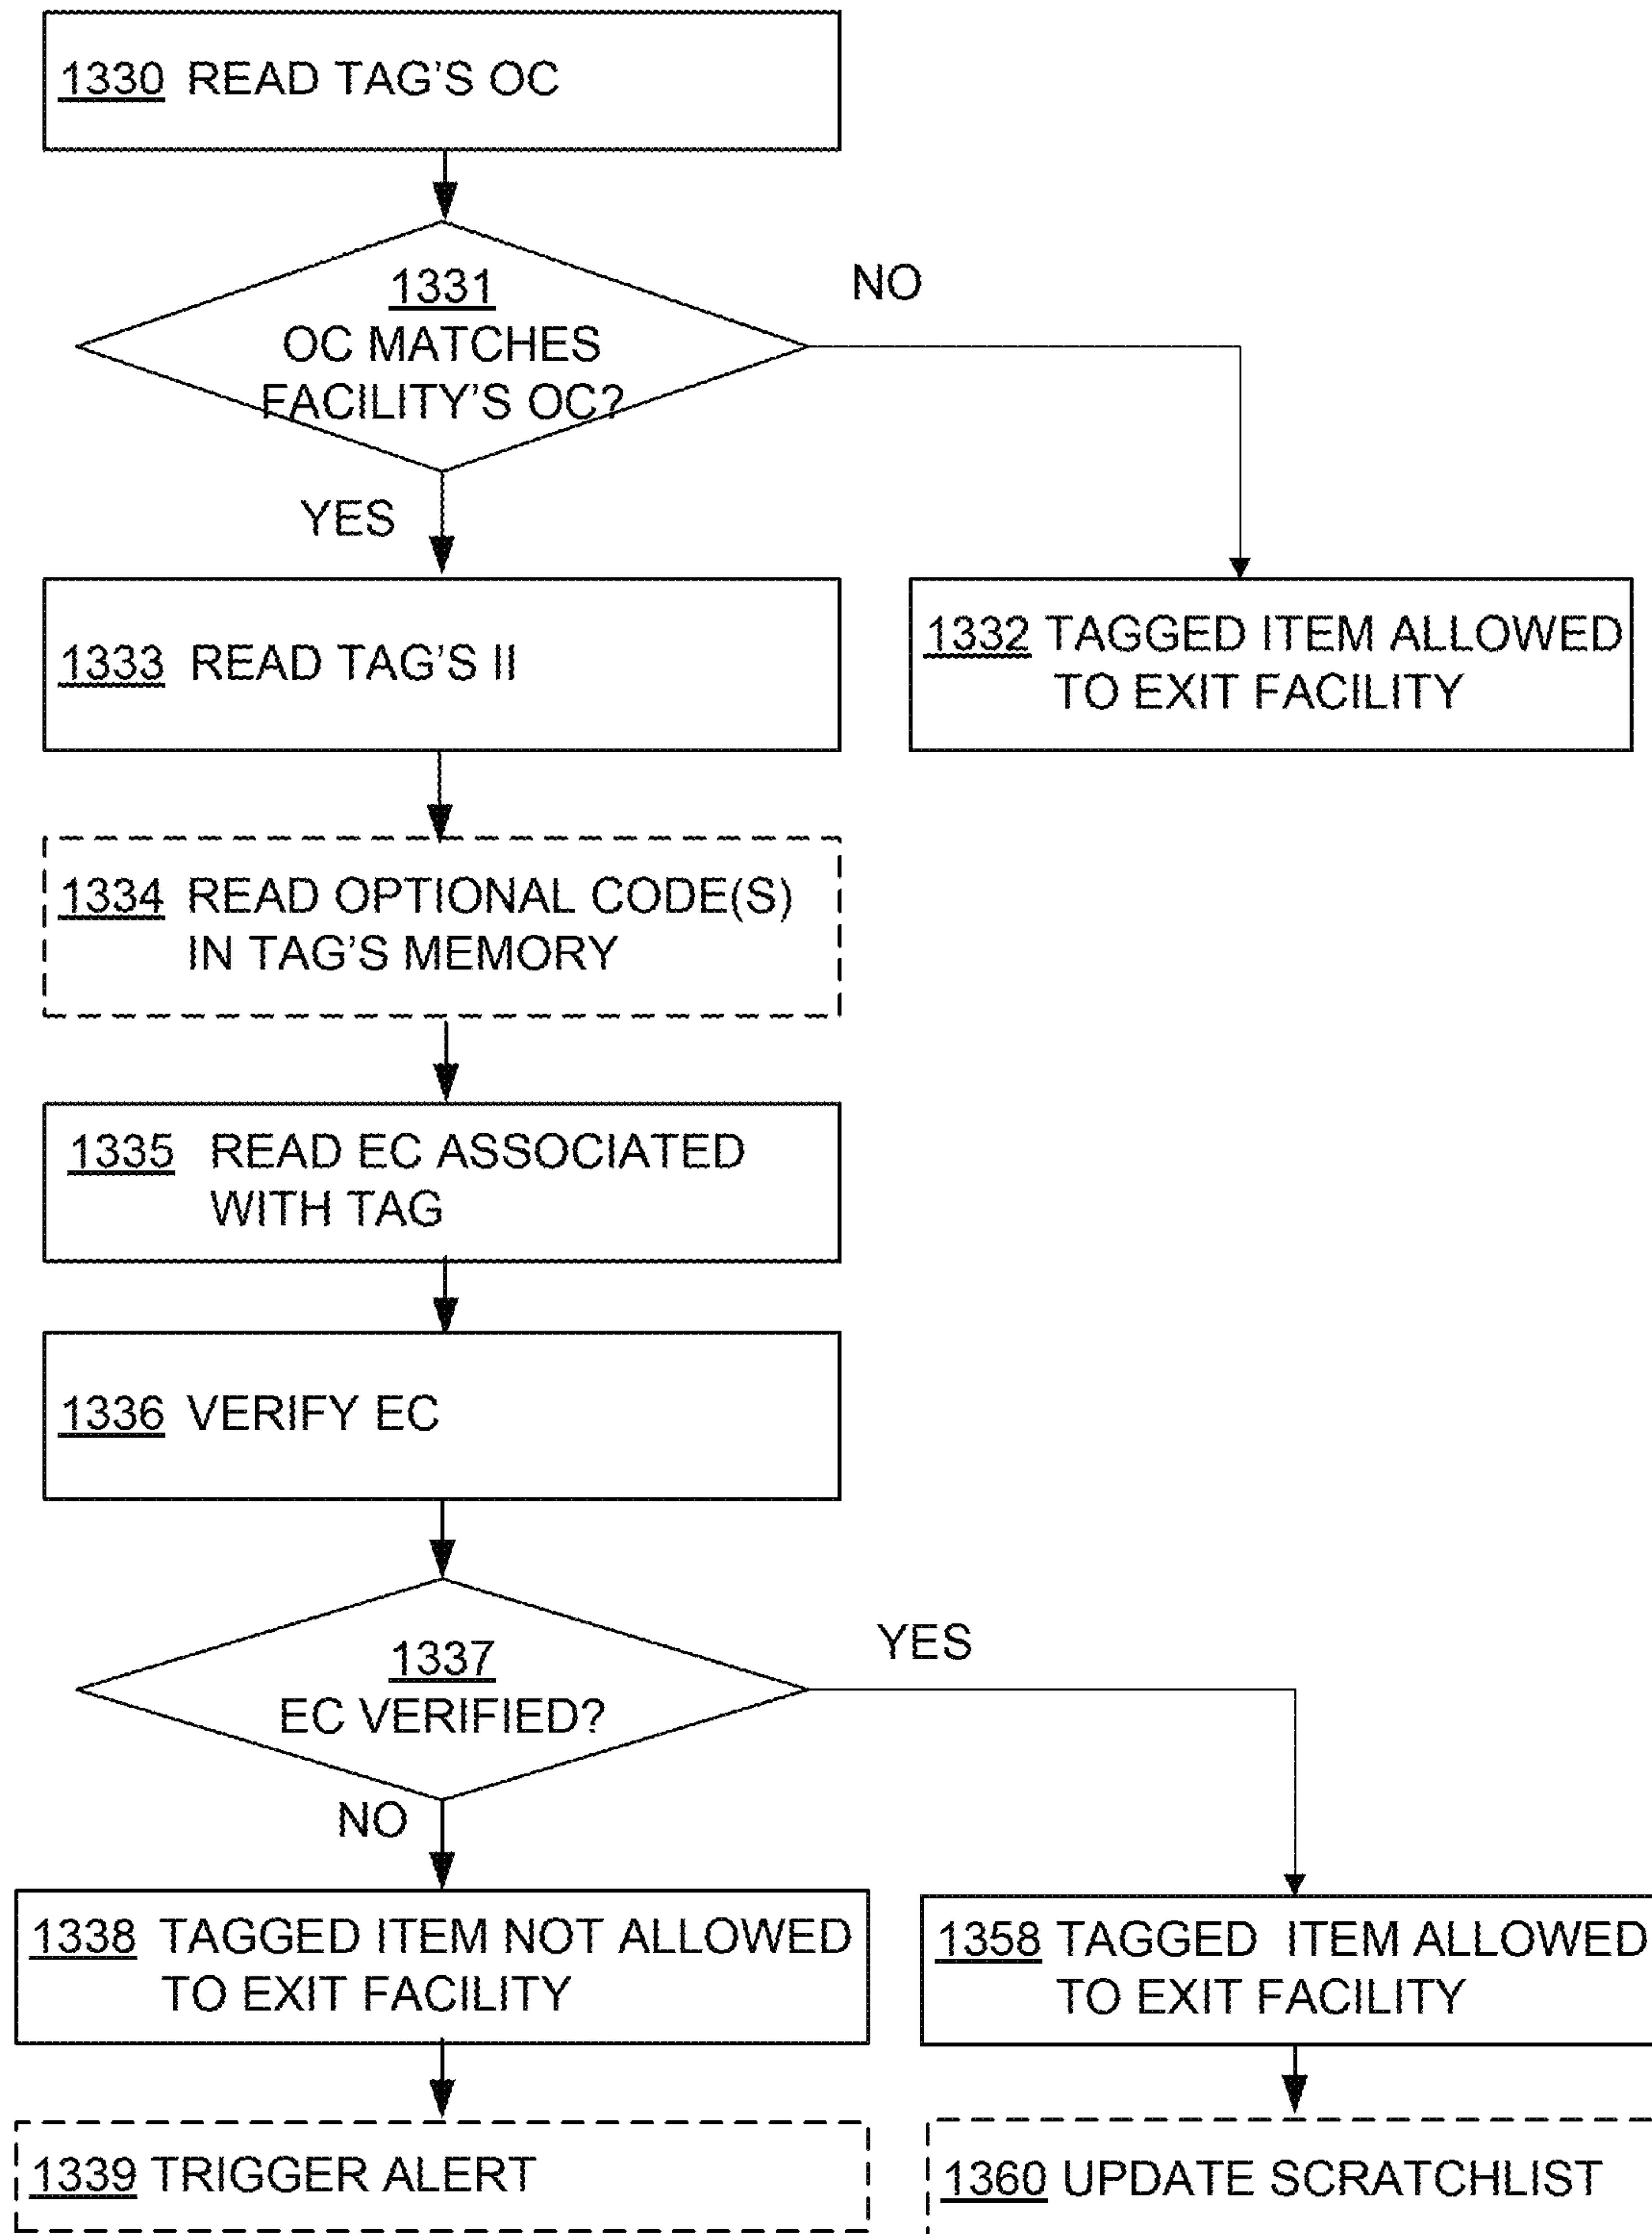 1330 READ TAG'S OC
1331
OC MATCHES
FACILITY'S OC?
NO
YES
1333 READ TAG'S II
1332 TAGGED ITEM ALLOWED
TO EXIT FACILITY
1334 READ OPTIONAL CODE(S)
IN TAG'S MEMORY
1335 READ EC ASSOCIATED
WITH TAG
1336 VERIFY EC
1337
EC VERIFIED?
YES
NO
1338 TAGGED ITEM NOT ALLOWED
TO EXIT FACILITY
1358 TAGGED ITEM ALLOWED
TO EXIT FACILITY
1339 TRIGGER ALERT
1360 UPDATE SCRATCHLIST